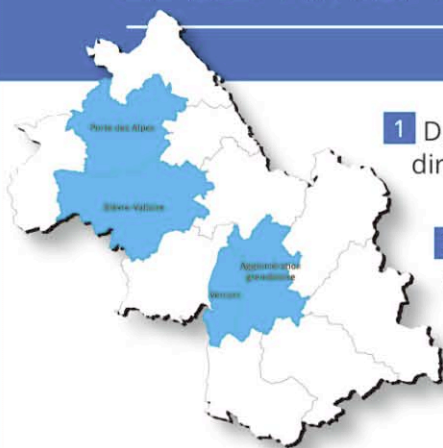 Porte des Alpes
1 D
dir
Bièvre-Valloire
Agglomération
grenobloise
Vercors